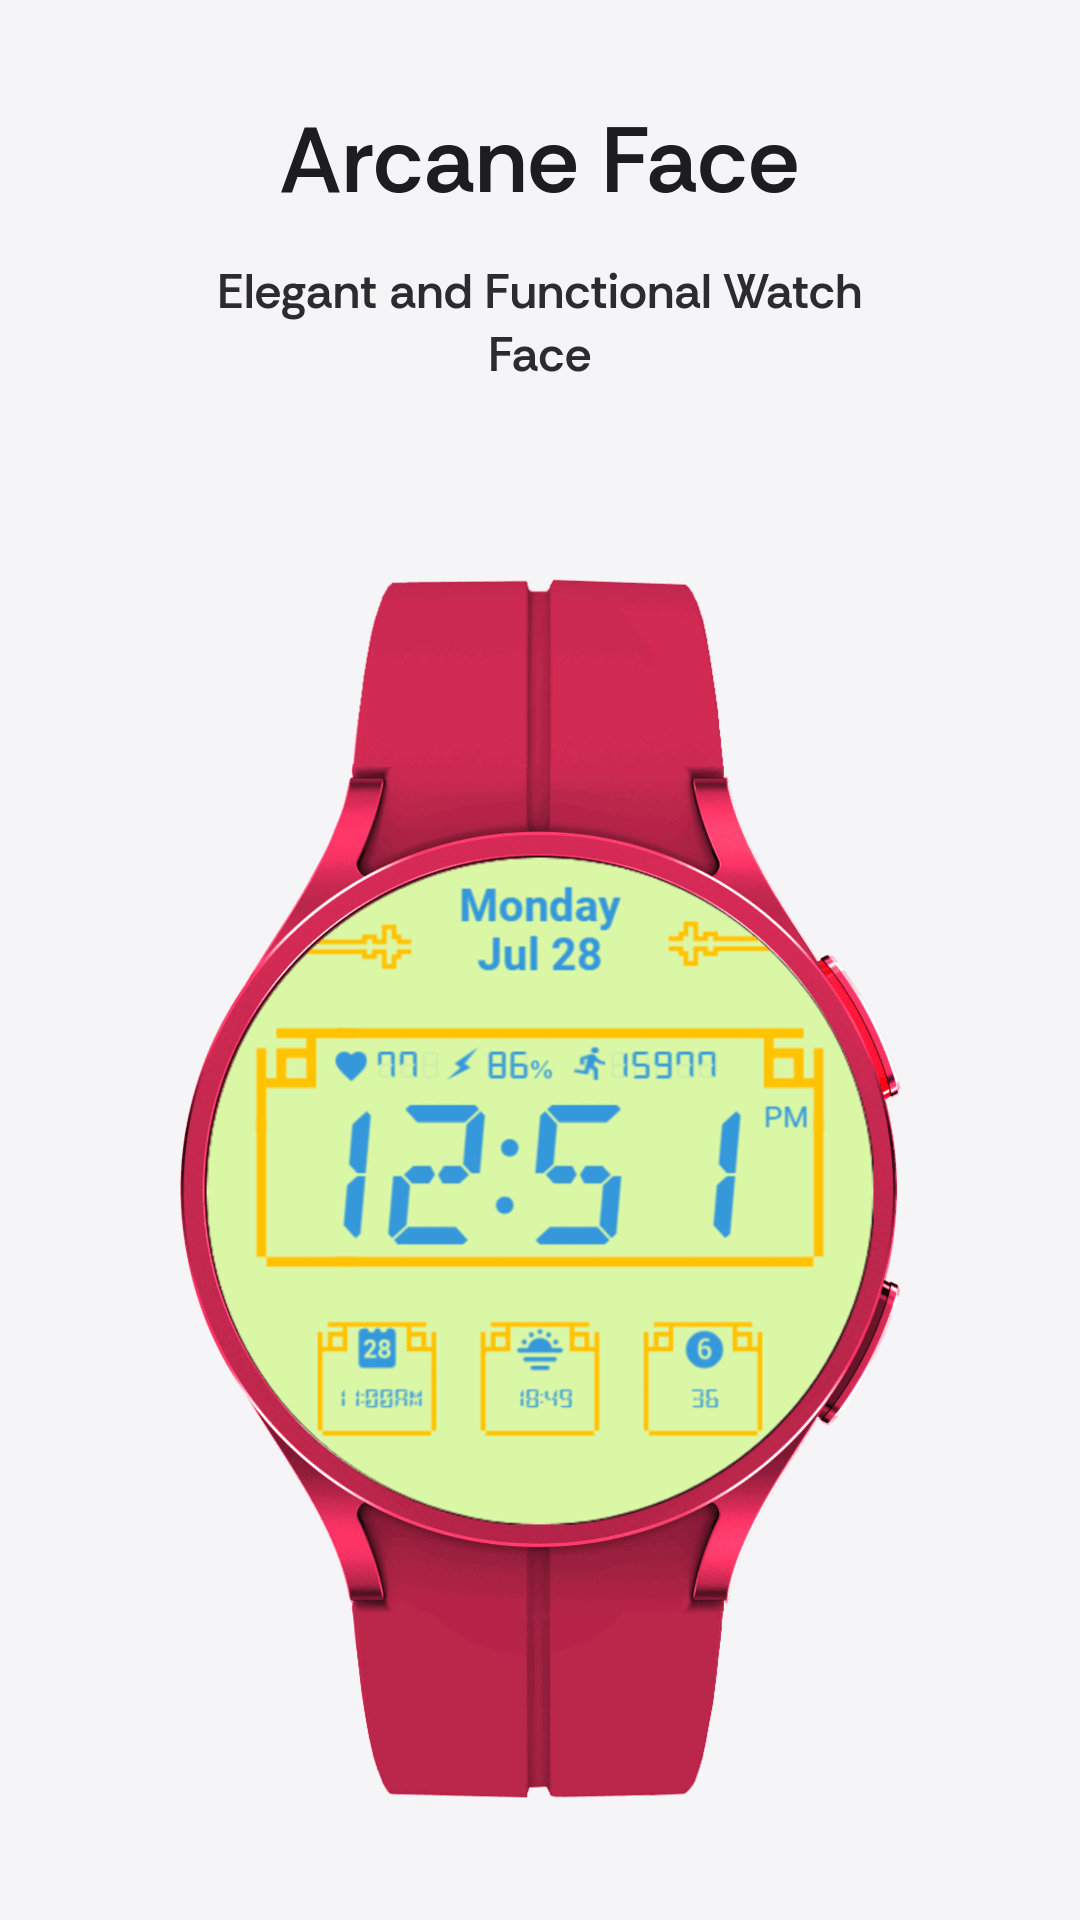 Arcane Face
Elegant and Functional Watch
Face
Monday
Jul 28
77 86% 15977
12:51 PM
28 6
11:00AM 18:49 36